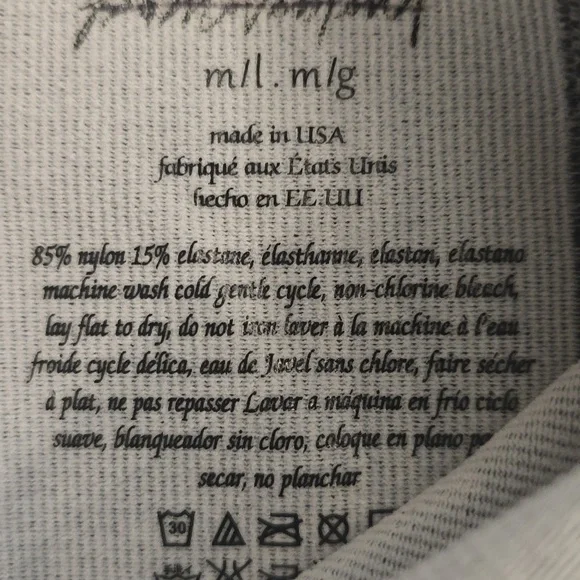 m/l . m/g
made in USA
fabriqué aux États Unis
hecho en EE.UU
85% nylon 15% elastane, élasthanne, elastan, elastano
machine wash cold gentle cycle, non-chlorine bleach,
lay flat to dry, do not iron laver à la machine à l'eau
froide cycle délica, eau de Javel sans chlore, faire sécher
à plat, ne pas repasser Lavar a máquina en frío ciclo
suave, blanqueador sin cloro, coloque en plano
secar, no planchar
30